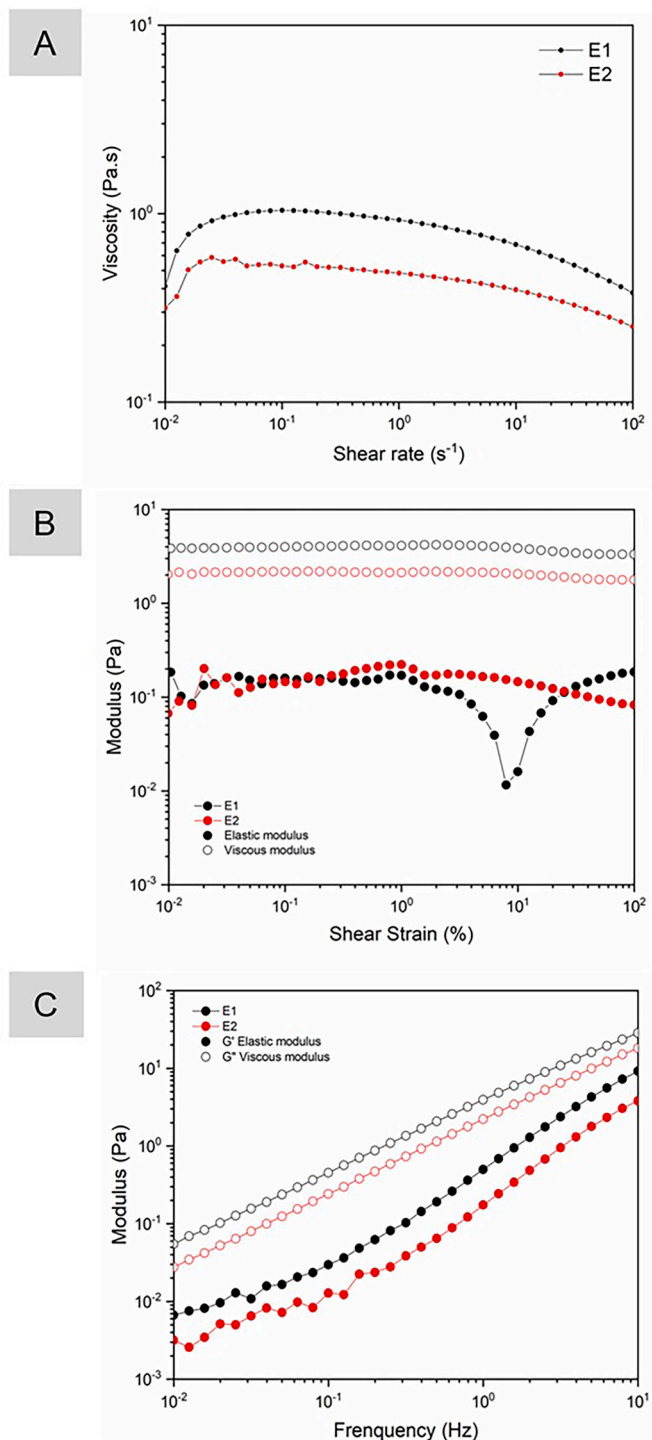 A
10¹
E1
E2
Viscosity (Pa.s)
10⁰
10⁻¹
10⁻² 10⁻¹ 10⁰ 10¹ 10²
Shear rate (s⁻¹)
B
10¹
10⁰
Modulus (Pa)
10⁻¹
10⁻²
E1
E2
Elastic modulus
Viscous modulus
10⁻³
10⁻² 10⁻¹ 10⁰ 10¹ 10²
Shear Strain (%)
C
10²
E1
E2
G' Elastic modulus
G" Viscous modulus
10¹
10⁰
Modulus (Pa)
10⁻¹
10⁻²
10⁻³
10⁻² 10⁻¹ 10⁰ 10¹
Frenquency (Hz)